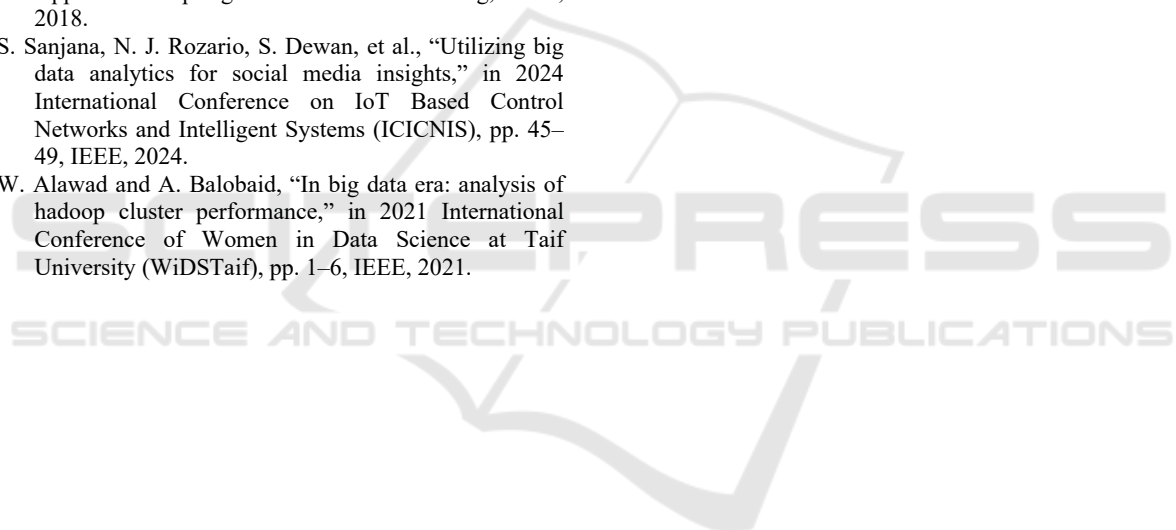 2018.
S. Sanjana, N. J. Rozario, S. Dewan, et al., “Utilizing big
data analytics for social media insights,” in 2024
International Conference on IoT Based Control
Networks and Intelligent Systems (ICICNIS), pp. 45–
49, IEEE, 2024.
W. Alawad and A. Balobaid, “In big data era: analysis of
hadoop cluster performance,” in 2021 International
Conference of Women in Data Science at Taif
University (WiDSTaif), pp. 1–6, IEEE, 2021.
SCITEPRESS
SCIENCE AND TECHNOLOGY PUBLICATIONS